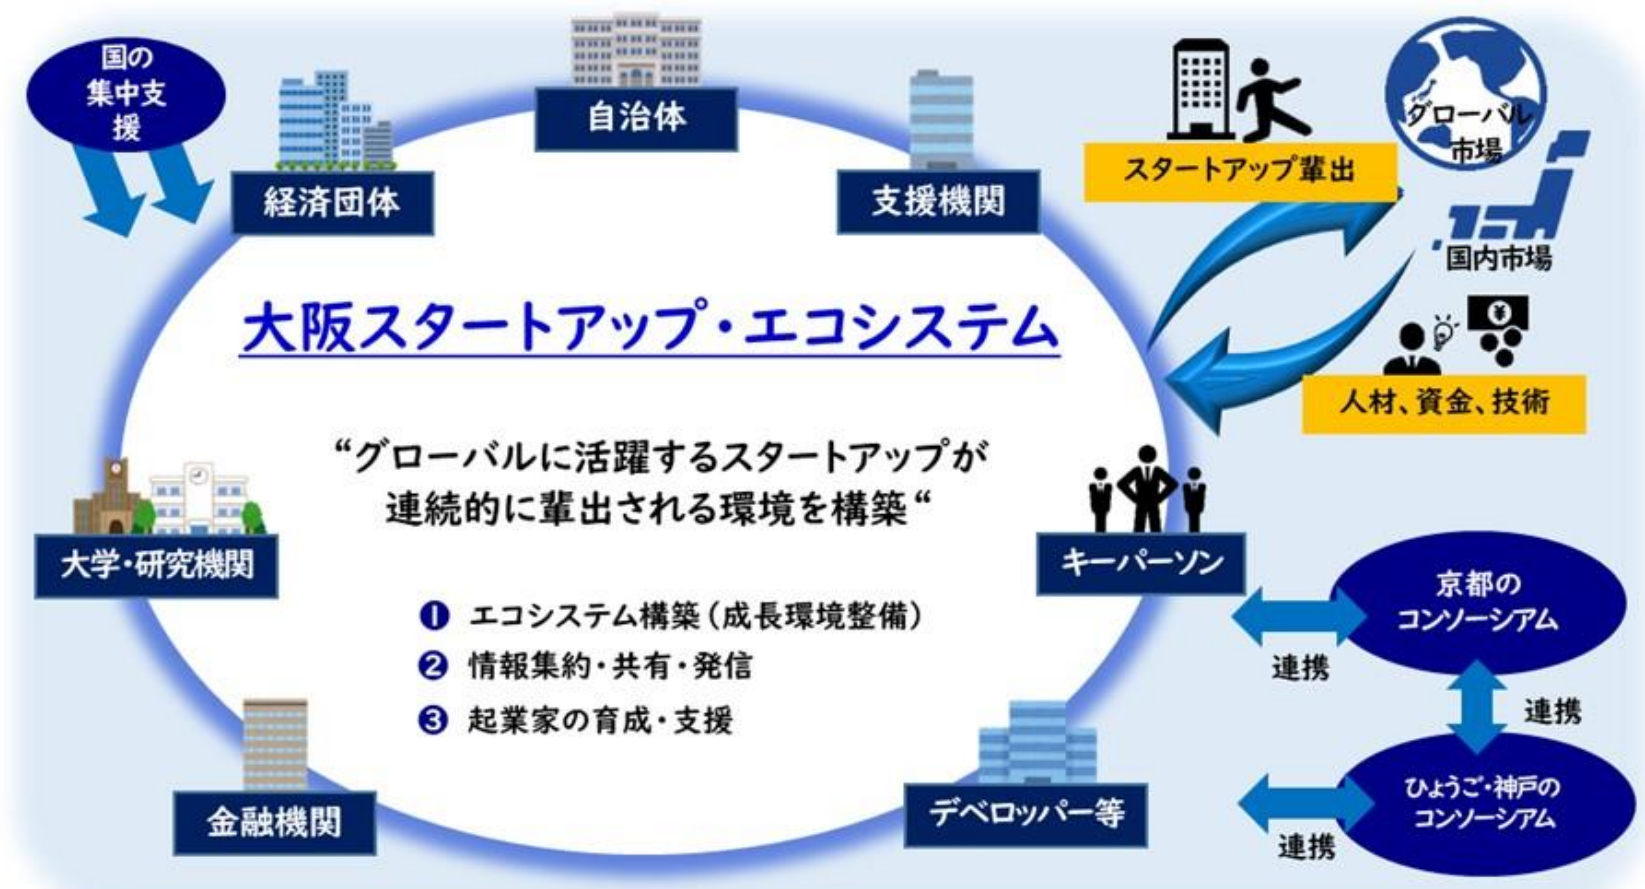 国の
集中支
援
自治体
経済団体
支援機関
スタートアップ輩出
グローバル
市場
国内市場
大阪スタートアップ・エコシステム
人材、資金、技術
¥
“グローバルに活躍するスタートアップが
連続的に輩出される環境を構築“
大学・研究機関
キーパーソン
❶ エコシステム構築(成長環境整備)
❷ 情報集約・共有・発信
❸ 起業家の育成・支援
京都の
コンソーシアム
連携
連携
金融機関
デベロッパー等
ひょうご・神戸の
コンソーシアム
連携